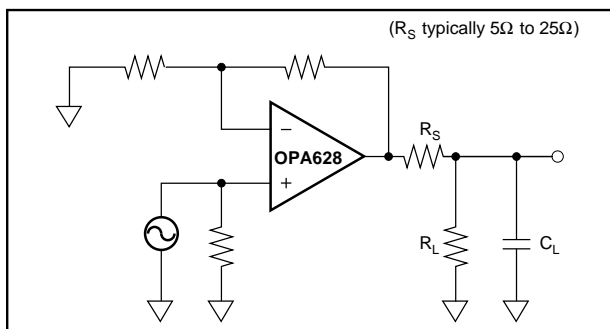 (R_S typically 5Ω to 25Ω)
−
OPA628
+
R_S
R_L
C_L